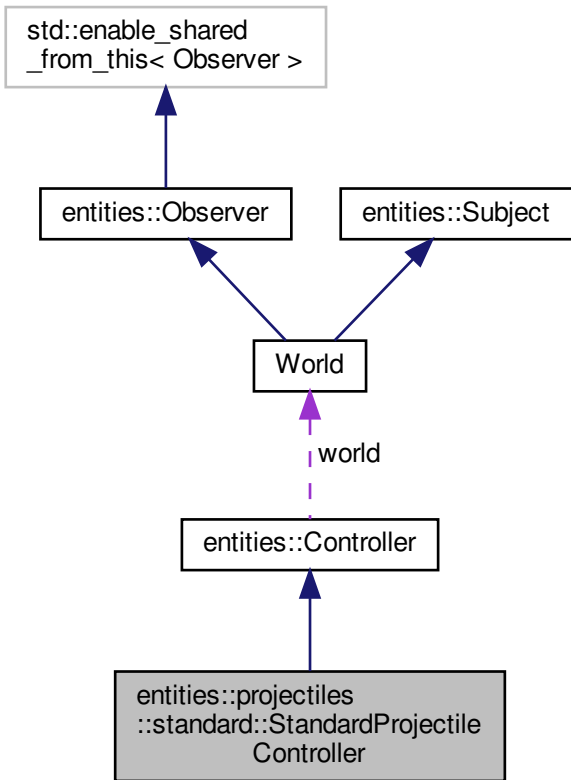 std::enable_shared
_from_this< Observer >
entities::Observer
entities::Subject
World
world
entities::Controller
entities::projectiles
::standard::StandardProjectile
Controller